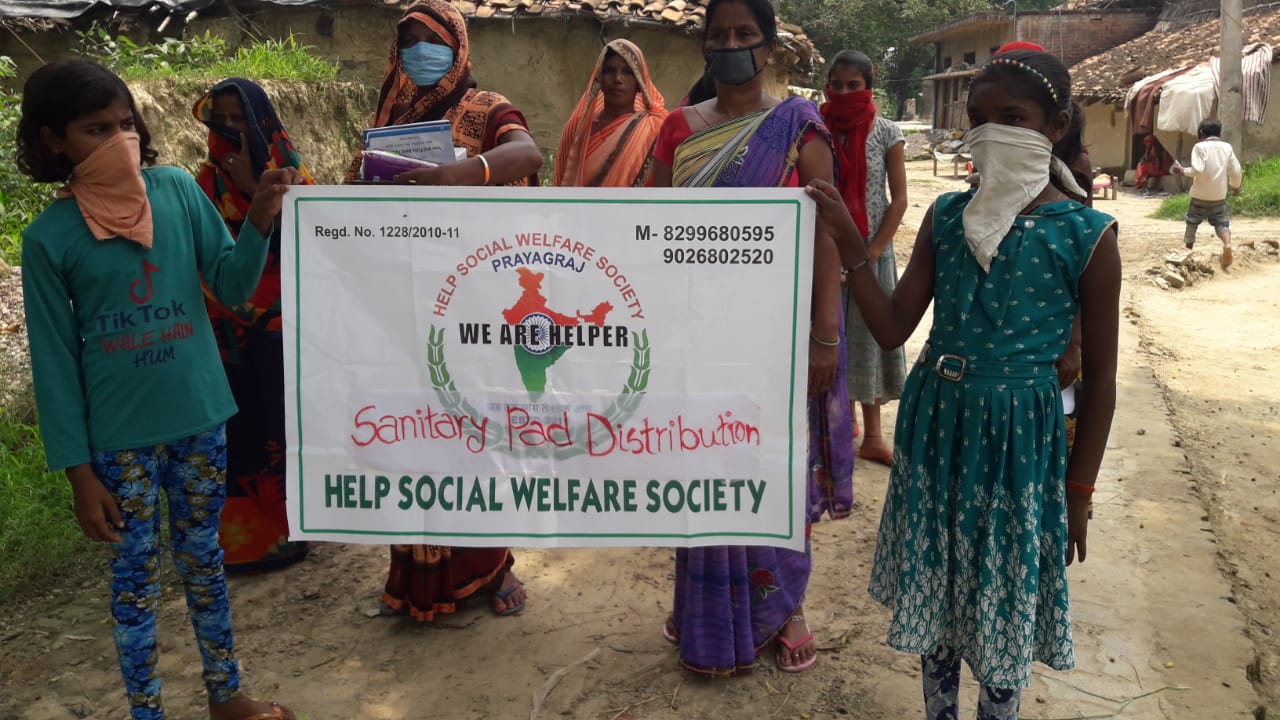 Regd. No. 1228/2010-11
M- 8299680595
9026802520
HELP SOCIAL WELFARE SOCIETY
PRAYAGRAJ
WE ARE HELPER
Sanitary Pad Distribution
HELP SOCIAL WELFARE SOCIETY
TikTok
WALE HAIN
HUM